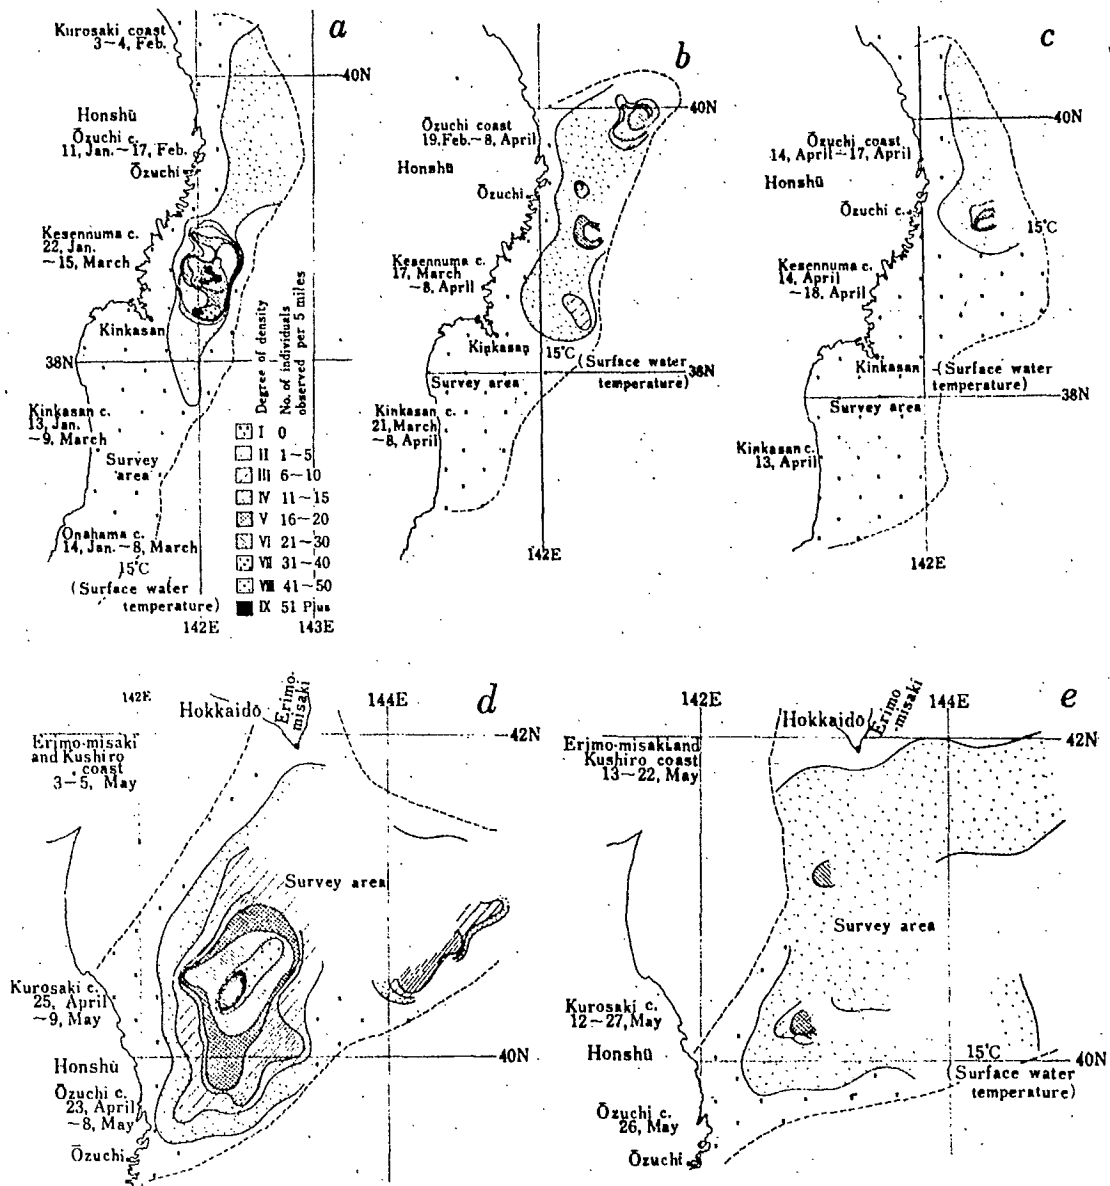 a
Kurosaki coast
3~4, Feb.
40N
Honshū
Ōzuchi c.
11, Jan.~17, Feb.
Ōzuchi
Kesennuma c.
22, Jan.
~15, March
Kinkasan
38N
Kinkasan c.
13, Jan.
~9, March
Survey
area
Onahama c.
14, Jan.~8, March
15°C
(Surface water
temperature)
142E
143E
Degree of density
No. of individuals
observed per 5 miles
I 0
II 1~5
III 6~10
IV 11~15
V 16~20
VI 21~30
VII 31~40
VIII 41~50
IX 51 Plus
b
40N
Ōzuchi coast
19, Feb.~8, April
Honshū
Ōzuchi
Kesennuma c.
17, March
~8, April
Kinkasan
15°C
(Surface water
temperature)
38N
Survey area
Kinkasan c.
21, March
~8, April
142E
c
40N
Ōzuchi coast
14, April~17, April
Honshū
Ōzuchi c.
15°C
Kesennuma c.
14, April
~18, April
Kinkasan
(Surface water
temperature)
38N
Survey area
Kinkasan c.
13, April
142E
d
142E
144E
Hokkaidō
Erimo-
misaki
42N
Erimo-misaki
and Kushiro
coast
3~5, May
Survey area
Kurosaki c.
25, April
~9, May
40N
Honshū
Ōzuchi c.
23, April
~8, May
Ōzuchi
e
142E
144E
Hokkaidō
Erimo
-misaki
42N
Erimo-misaki and
Kushiro coast
13~22, May
Survey area
Kurosaki c.
12~27, May
Honshū
15°C
40N
(Surface water
temperature)
Ōzuchi c.
26, May
Ōzuchi